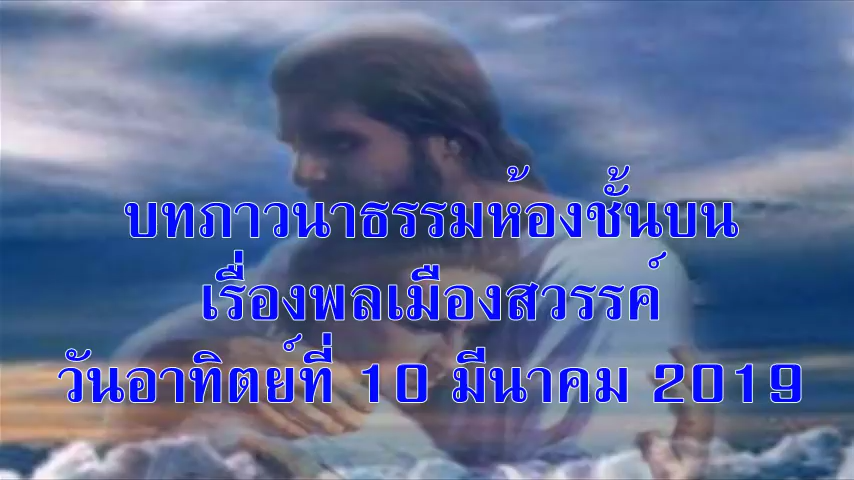 บทภาวนาธรรมห้องชั้นบน
เรื่องพลเมืองสวรรค์
วันอาทิตย์ที่ 10 มีนาคม 2019